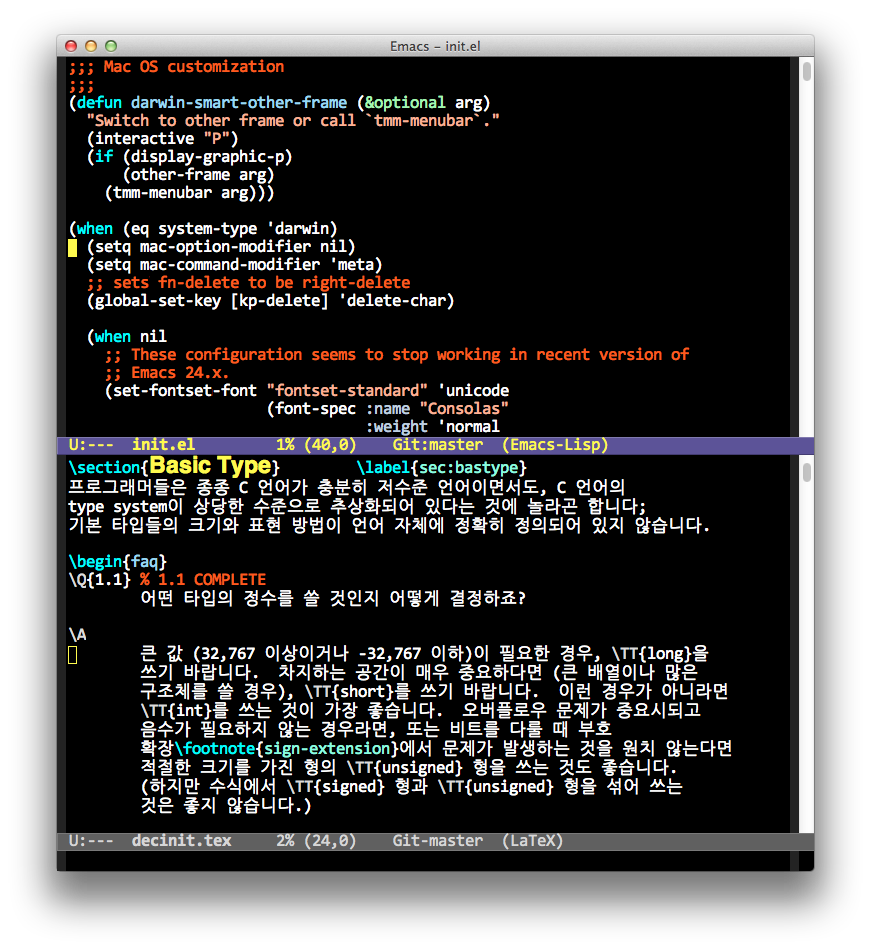 Emacs – init.el
;;; Mac OS customization
;;;
(defun darwin-smart-other-frame (&optional arg)
  "Switch to other frame or call `tmm-menubar`."
  (interactive "P")
  (if (display-graphic-p)
      (other-frame arg)
    (tmm-menubar arg)))

(when (eq system-type 'darwin)
  (setq mac-option-modifier nil)
  (setq mac-command-modifier 'meta)
  ;; sets fn-delete to be right-delete
  (global-set-key [kp-delete] 'delete-char)

  (when nil
    ;; These configuration seems to stop working in recent version of
    ;; Emacs 24.x.
    (set-fontset-font "fontset-standard" 'unicode
                      (font-spec :name "Consolas"
                                 :weight 'normal
U:---  init.el         1% (40,0)    Git:master  (Emacs-Lisp)
\section{Basic Type}        \label{sec:bastype}
프로그래머들은 종종 C 언어가 충분히 저수준 언어이면서도, C 언어의
type system이 상당한 수준으로 추상화되어 있다는 것에 놀라곤 합니다;
기본 타입들의 크기와 표현 방법이 언어 자체에 정확히 정의되어 있지 않습니다.

\begin{faq}
\Q{1.1} % 1.1 COMPLETE
        어떤 타입의 정수를 쓸 것인지 어떻게 결정하죠?

\A
        큰 값 (32,767 이상이거나 -32,767 이하)이 필요한 경우, \TT{long}을
        쓰기 바랍니다.  차지하는 공간이 매우 중요하다면 (큰 배열이나 많은
        구조체를 쓸 경우), \TT{short}를 쓰기 바랍니다.  이런 경우가 아니라면
        \TT{int}를 쓰는 것이 가장 좋습니다.  오버플로우 문제가 중요시되고
        음수가 필요하지 않는 경우라면, 또는 비트를 다룰 때 부호
        확장\footnote{sign-extension}에서 문제가 발생하는 것을 원치 않는다면
        적절한 크기를 가진 형의 \TT{unsigned} 형을 쓰는 것도 좋습니다.
        (하지만 수식에서 \TT{signed} 형과 \TT{unsigned} 형을 섞어 쓰는
        것은 좋지 않습니다.)
U:---  decinit.tex     2% (24,0)    Git-master  (LaTeX)